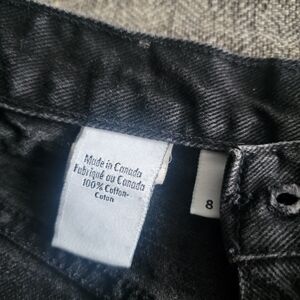 Made in Canada
Fabriqué au Canada
100% Cotton-
Coton
8